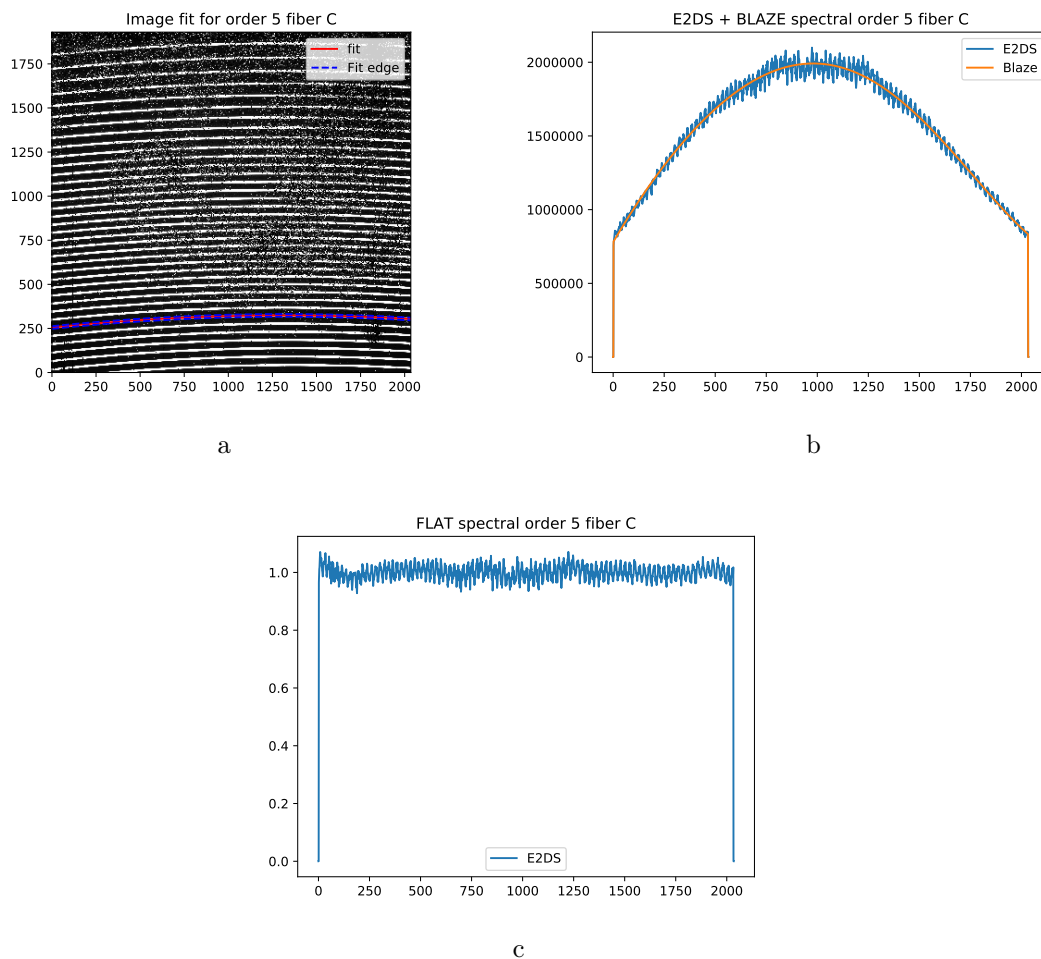 Image fit for order 5 fiber C
fit
Fit edge
1750
1500
1250
1000
750
500
250
0
0 250 500 750 1000 1250 1500 1750 2000
a
E2DS + BLAZE spectral order 5 fiber C
E2DS
Blaze
2000000
1500000
1000000
500000
0
0 250 500 750 1000 1250 1500 1750 2000
b
FLAT spectral order 5 fiber C
1.0
0.8
0.6
0.4
0.2
0.0
E2DS
0 250 500 750 1000 1250 1500 1750 2000
c